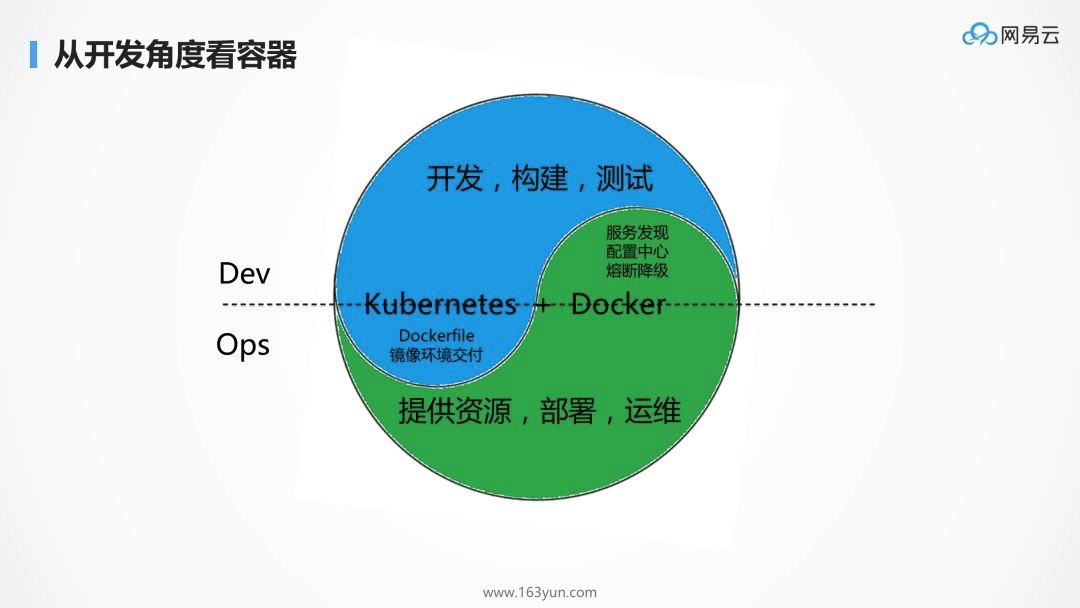 从开发角度看容器
网易云
开发，构建，测试
服务发现
配置中心
熔断降级
Dev
Kubernetes + Docker
Ops
Dockerfile
镜像环境交付
提供资源，部署，运维
www.163yun.com